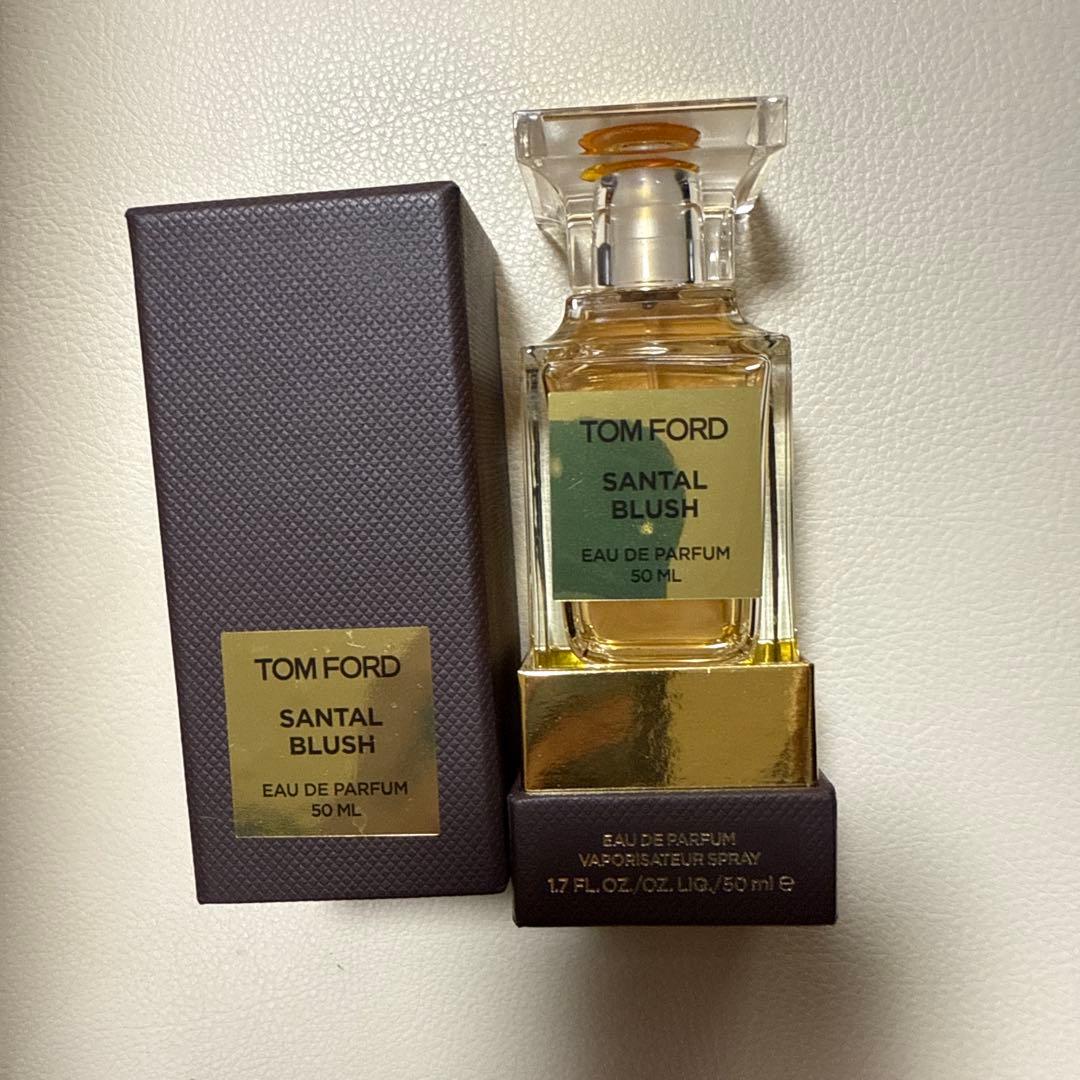 TOM FORD
SANTAL
BLUSH
EAU DE PARFUM
50 ML
TOM FORD
SANTAL
BLUSH
EAU DE PARFUM
50 ML
EAU DE PARFUM
VAPORISATEUR SPRAY
1.7 FL. OZ./OZ. LIQ./50 ml ℮